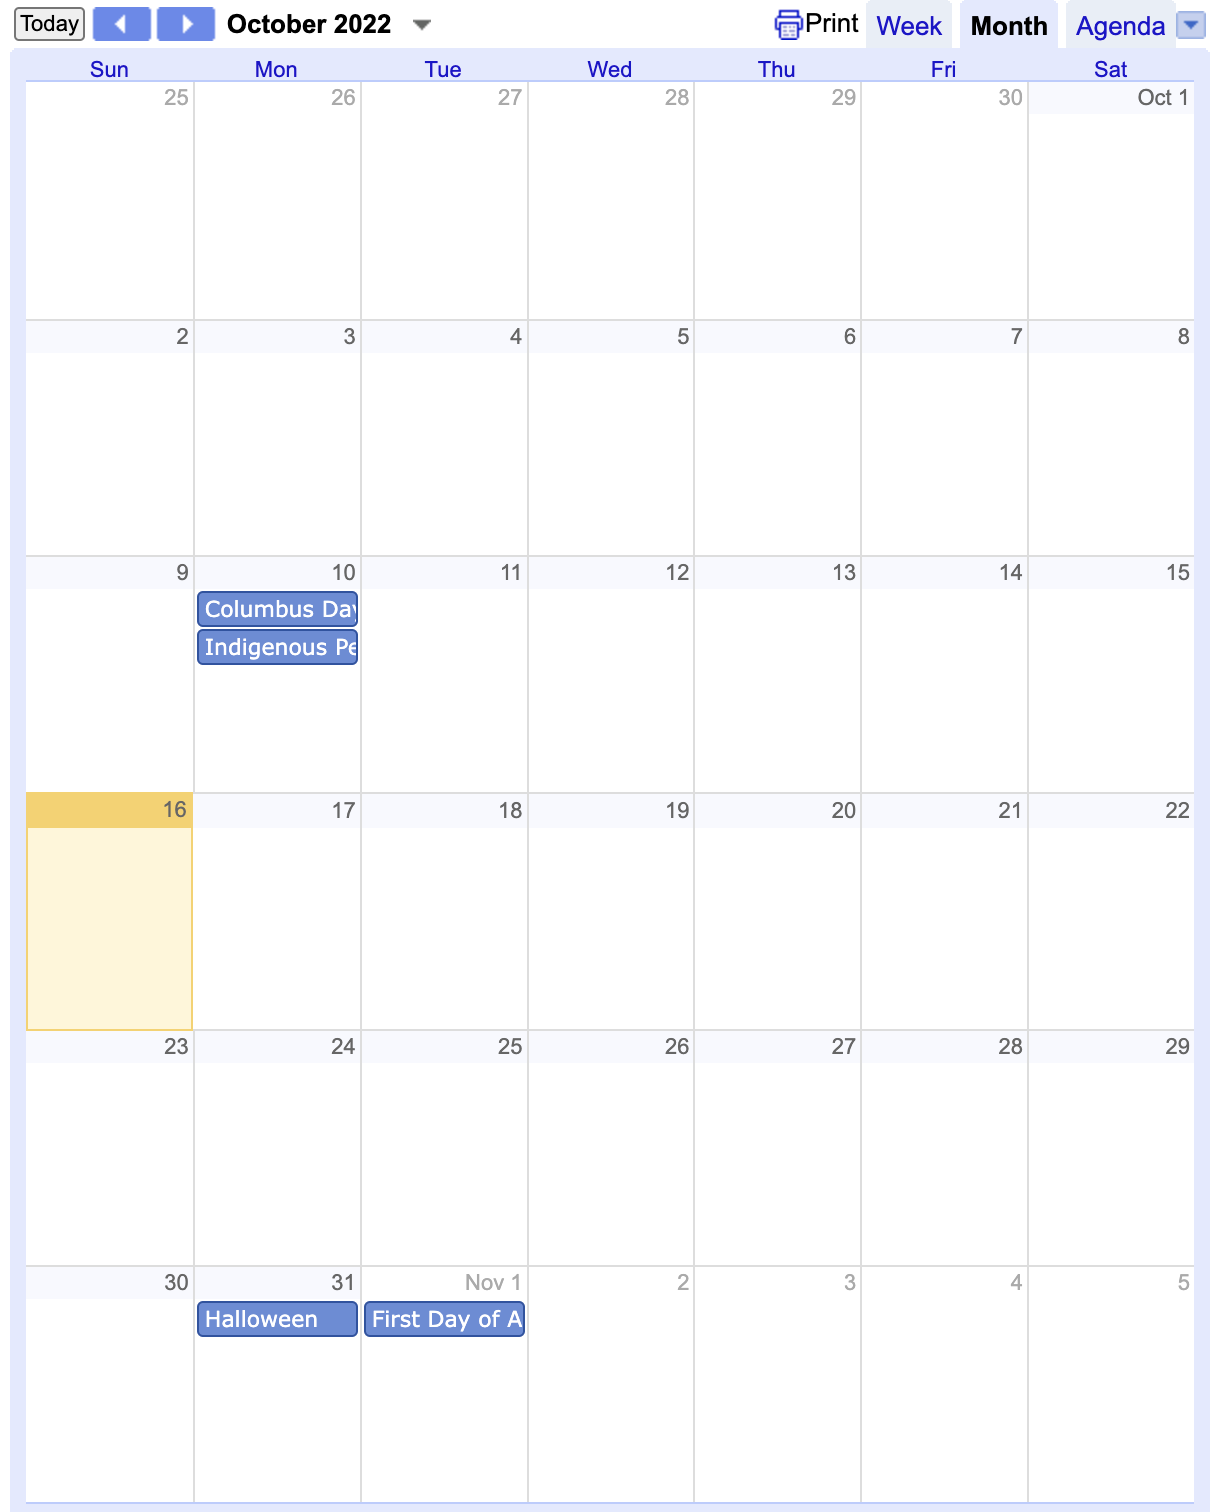 Today October 2022 Print Week Month Agenda
Sun Mon Tue Wed Thu Fri Sat
25 26 27 28 29 30 Oct 1
2 3 4 5 6 7 8
9 10 11 12 13 14 15
Columbus Day
Indigenous Pe
16 17 18 19 20 21 22
23 24 25 26 27 28 29
30 31 Nov 1 2 3 4 5
Halloween First Day of A